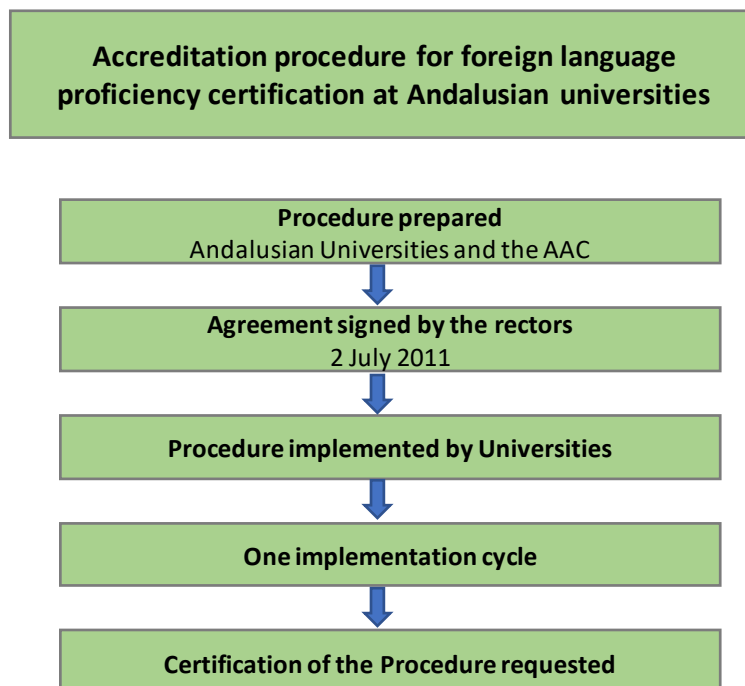 Accreditation procedure for foreign language
proficiency certification at Andalusian universities
Procedure prepared
Andalusian Universities and the AAC
Agreement signed by the rectors
2 July 2011
Procedure implemented by Universities
One implementation cycle
Certification of the Procedure requested